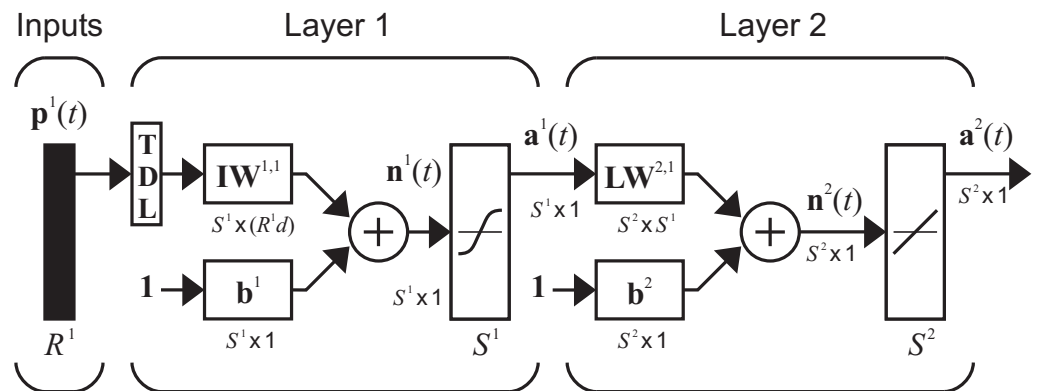 Inputs
Layer 1
Layer 2
p¹(t)
TDL
IW¹,¹
S¹ x (R¹d)
1
b¹
S¹ x 1
n¹(t)
S¹ x 1
a¹(t)
S¹ x 1
LW²,¹
S² x S¹
1
b²
S² x 1
n²(t)
S² x 1
a²(t)
S² x 1
R¹
S¹
S²